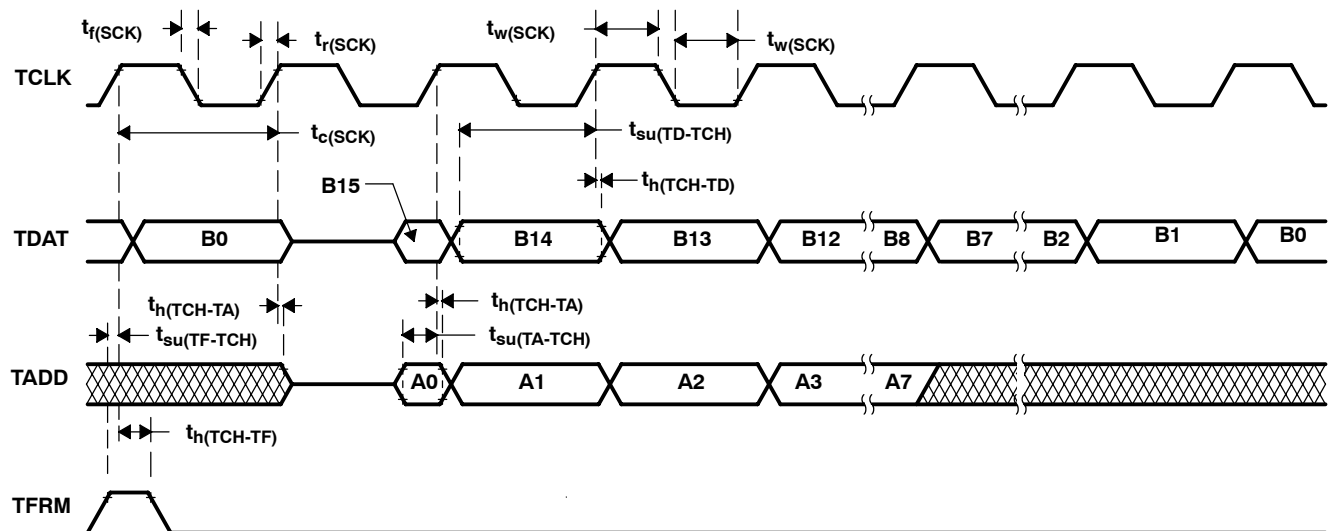 tf(SCK)
tr(SCK)
tw(SCK)
tw(SCK)
TCLK
tc(SCK)
tsu(TD-TCH)
B15
th(TCH-TD)
TDAT
B0
B14
B13
B12
B8
B7
B2
B1
B0
th(TCH-TA)
th(TCH-TA)
tsu(TF-TCH)
tsu(TA-TCH)
TADD
A0
A1
A2
A3
A7
th(TCH-TF)
TFRM